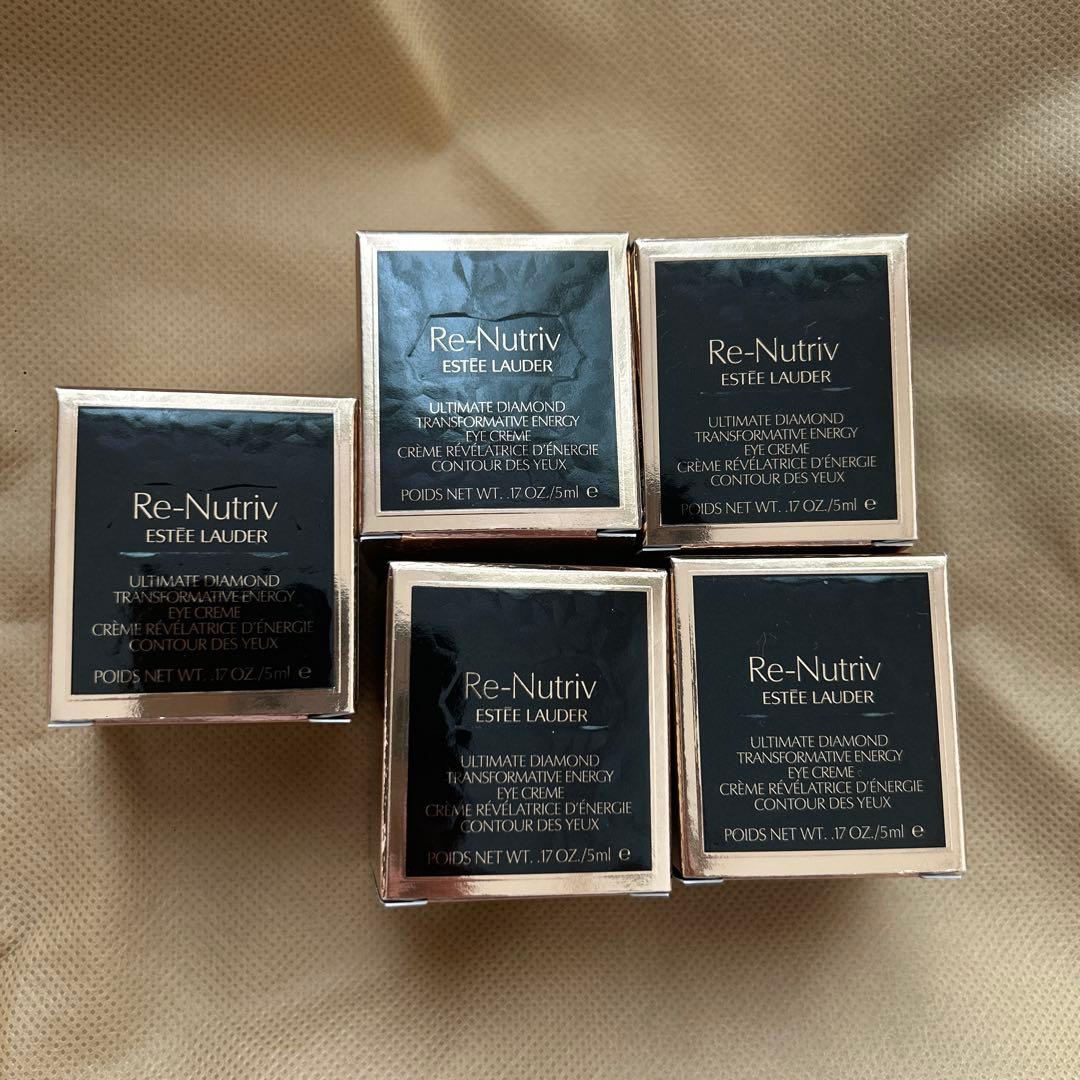 Re-Nutriv
ESTĒE LAUDER
ULTIMATE DIAMOND
TRANSFORMATIVE ENERGY
EYE CREME
CRÈME RÉVÉLATRICE D'ÉNERGIE
CONTOUR DES YEUX
POIDS NET WT. .17 OZ./5ml e
Re-Nutriv
ESTĒE LAUDER
ULTIMATE DIAMOND
TRANSFORMATIVE ENERGY
EYE CREME
CRÈME RÉVÉLATRICE D'ÉNERGIE
CONTOUR DES YEUX
POIDS NET WT. .17 OZ./5ml e
Re-Nutriv
ESTĒE LAUDER
ULTIMATE DIAMOND
TRANSFORMATIVE ENERGY
EYE CREME
CRÈME RÉVÉLATRICE D'ÉNERGIE
CONTOUR DES YEUX
POIDS NET WT. .17 OZ./5ml e
Re-Nutriv
ESTĒE LAUDER
ULTIMATE DIAMOND
TRANSFORMATIVE ENERGY
EYE CREME
CRÈME RÉVÉLATRICE D'ÉNERGIE
CONTOUR DES YEUX
POIDS NET WT. .17 OZ./5ml e
Re-Nutriv
ESTĒE LAUDER
ULTIMATE DIAMOND
TRANSFORMATIVE ENERGY
EYE CREME
CRÈME RÉVÉLATRICE D'ÉNERGIE
CONTOUR DES YEUX
POIDS NET WT. .17 OZ./5ml e